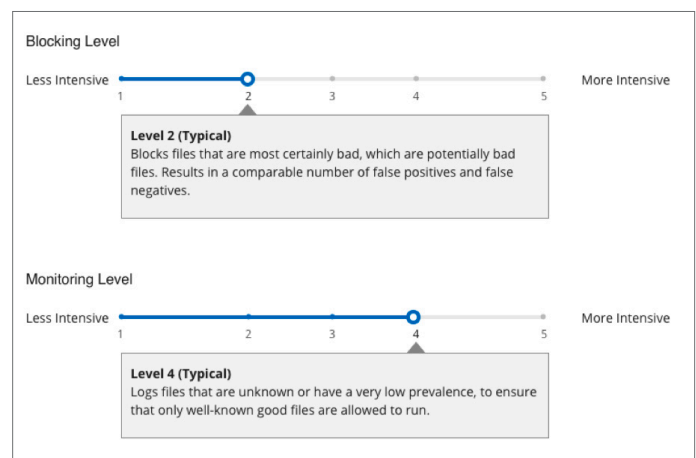 Blocking Level
Less Intensive More Intensive
1 2 3 4 5
Level 2 (Typical)
Blocks files that are most certainly bad, which are potentially bad
files. Results in a comparable number of false positives and false
negatives.
Monitoring Level
Less Intensive More Intensive
1 2 3 4 5
Level 4 (Typical)
Logs files that are unknown or have a very low prevalence, to ensure
that only well-known good files are allowed to run.